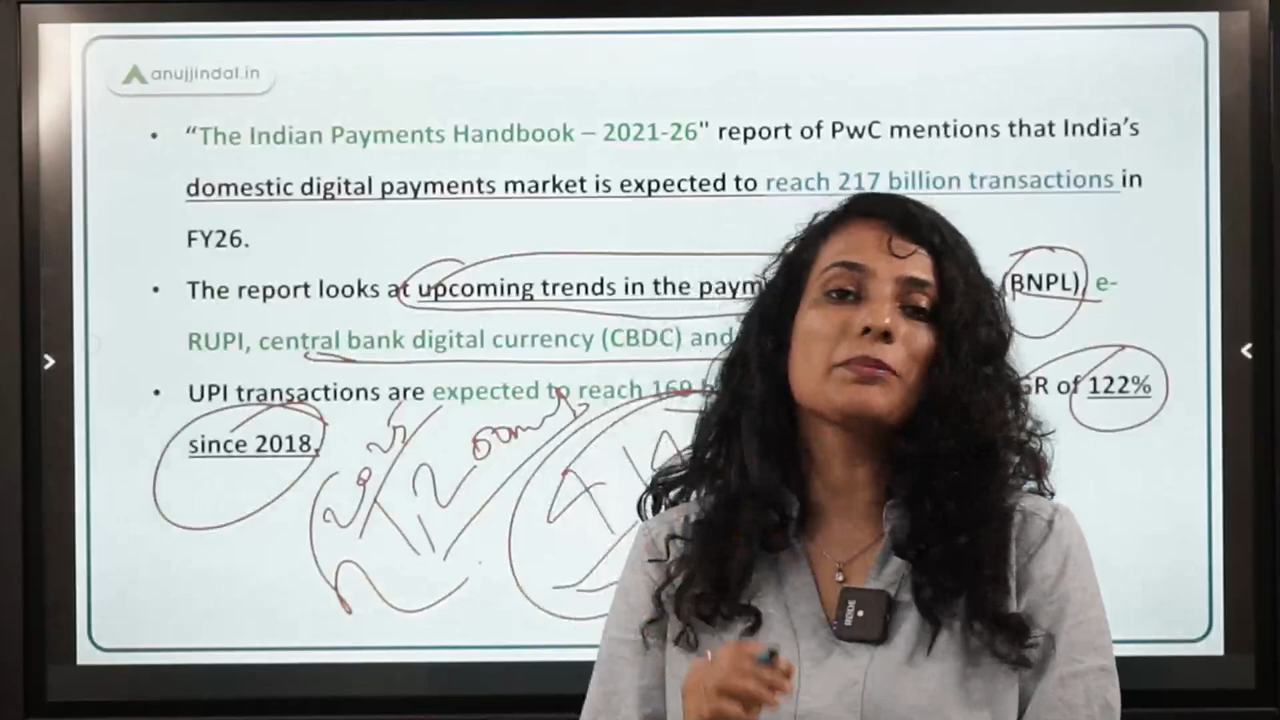 anujjindal.in
• “The Indian Payments Handbook – 2021-26" report of PwC mentions that India’s
domestic digital payments market is expected to reach 217 billion transactions in
FY26.
• The report looks at upcoming trends in the paym (BNPL) e-
RUPI, central bank digital currency (CBDC) and
• UPI transactions are expected to reach 169 GR of 122%
since 2018.
RODE